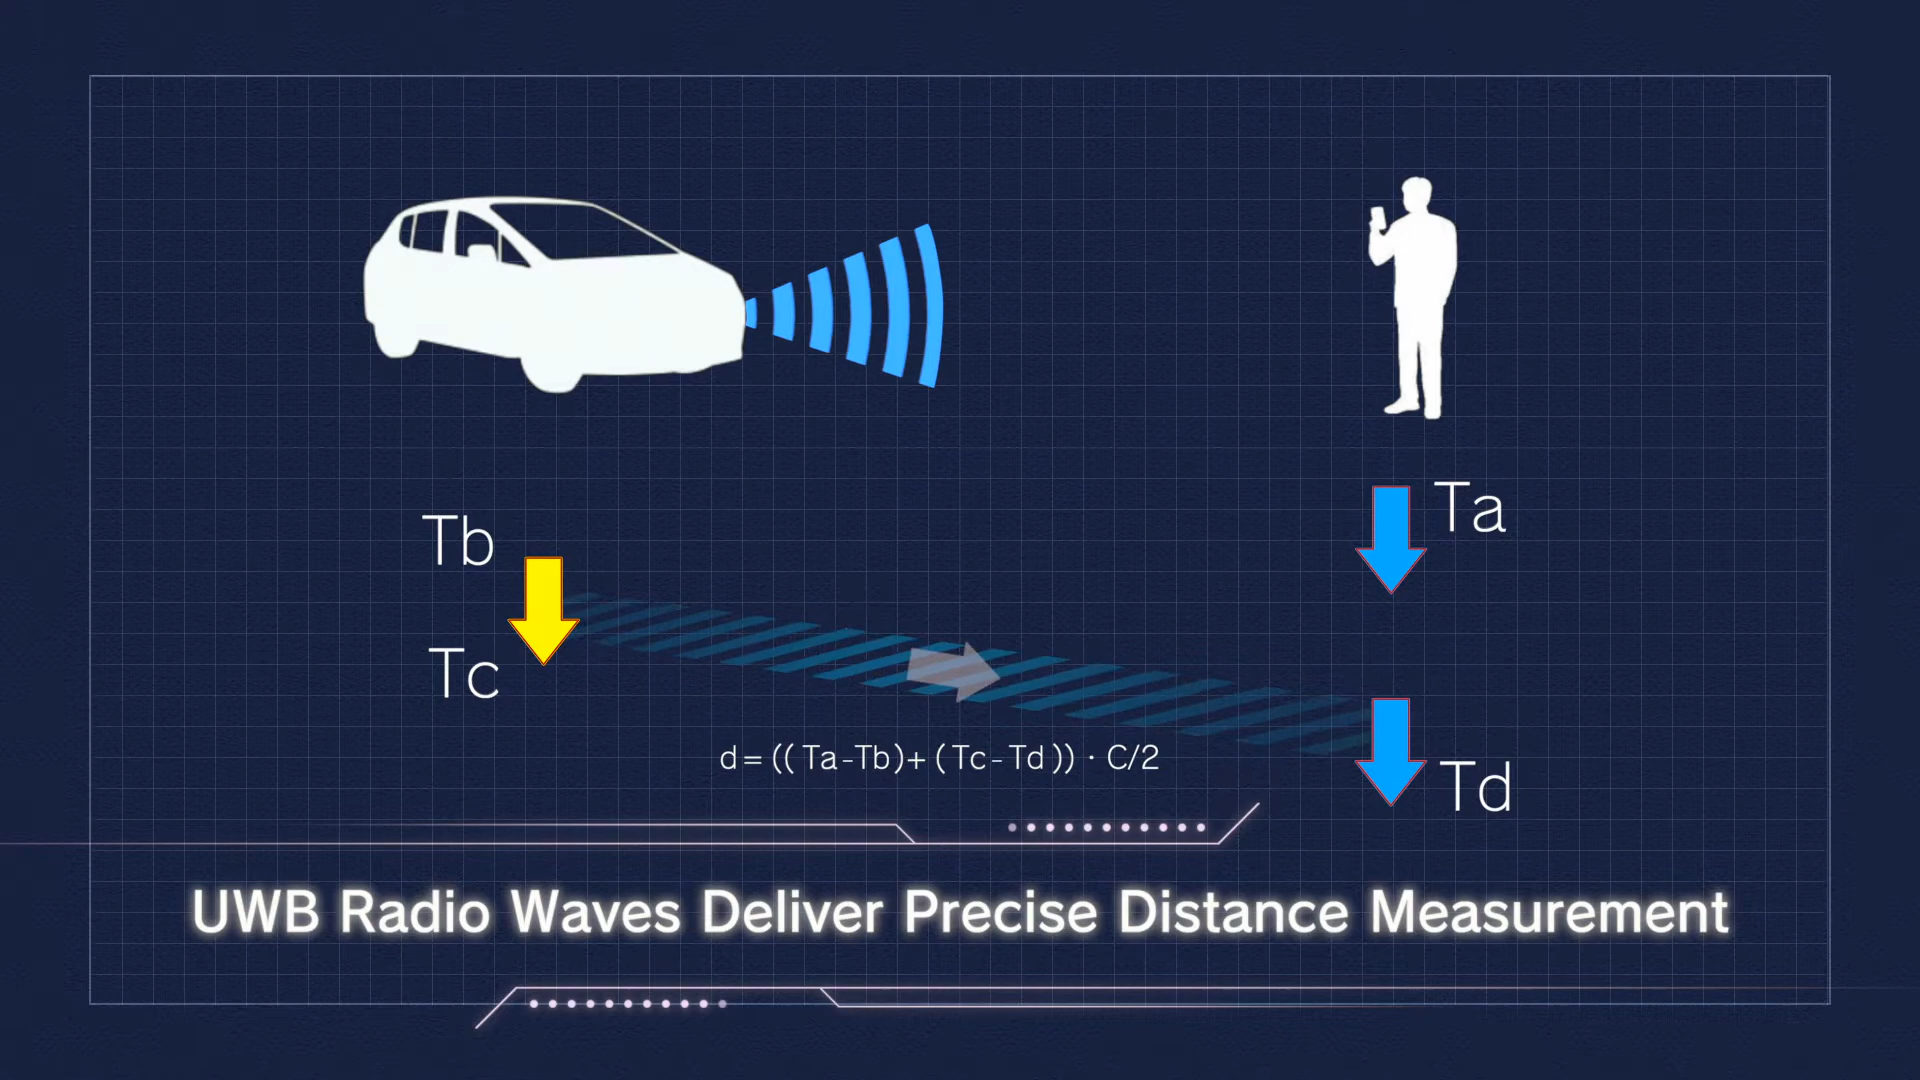 Ta
Tb
Tc
d = (( Ta-Tb)+ (Tc-Td )) · C/2
Td
UWB Radio Waves Deliver Precise Distance Measurement